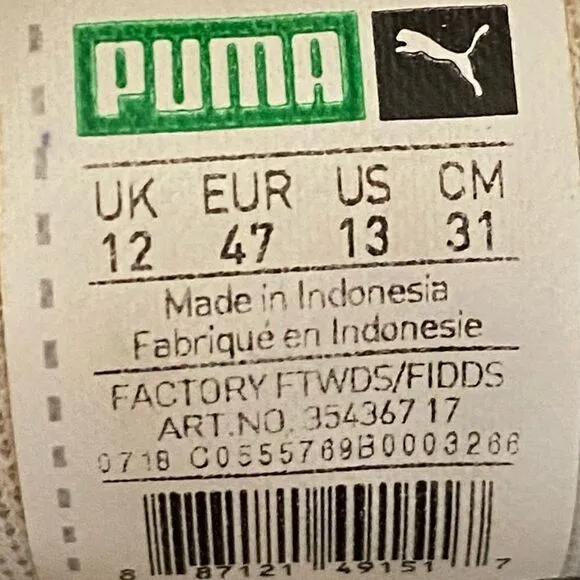 PUMA
UK EUR US CM
12 47 13 31
Made in Indonesia
Fabriqué en Indonesie
FACTORY FTWDS/FIDDS
ART.NO. 354367 17
0718 C0555769B0003266
8 87121 49151 7